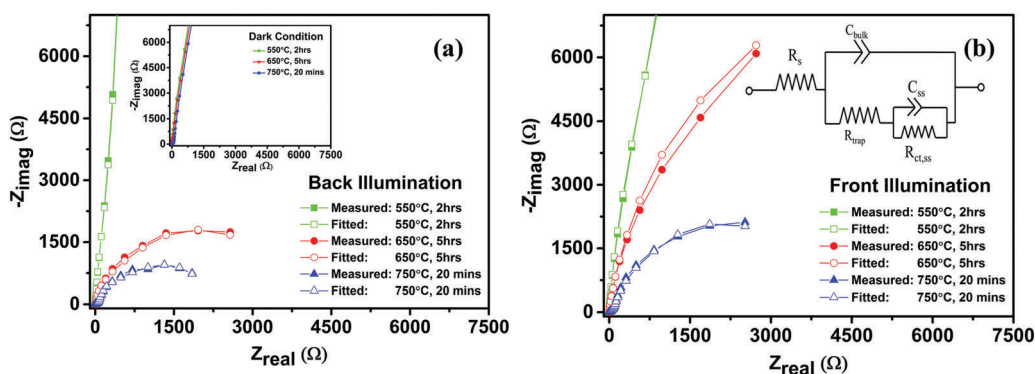 (a)
Dark Condition
550°C, 2hrs
650°C, 5hrs
750°C, 20 mins
6000
4500
3000
1500
0
0 1500 3000 4500 6000 7500
-Zimag (Ω)
Zreal (Ω)
Back Illumination
Measured: 550°C, 2hrs
Fitted: 550°C, 2hrs
Measured: 650°C, 5hrs
Fitted: 650°C, 5hrs
Measured: 750°C, 20 mins
Fitted: 750°C, 20 mins
6000
4500
3000
1500
0
0 1500 3000 4500 6000 7500
-Zimag (Ω)
Zreal (Ω)
(b)
Rs
Cbulk
Css
Rtrap
Rct,ss
Front Illumination
Measured: 550°C, 2hrs
Fitted: 550°C, 2hrs
Measured: 650°C, 5hrs
Fitted: 650°C, 5hrs
Measured: 750°C, 20 mins
Fitted: 750°C, 20 mins
6000
4500
3000
1500
0
0 1500 3000 4500 6000 7500
-Zimag (Ω)
Zreal (Ω)